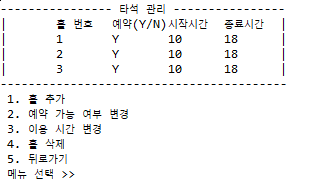 ---------------- 타석 관리 ----------------
| 홀 번호 예약(Y/N) 시작시간 종료시간 |
| 1 Y 10 18 |
| 2 Y 10 18 |
| 3 Y 10 18 |
-------------------------------------------
1. 홀 추가
2. 예약 가능 여부 변경
3. 이용 시간 변경
4. 홀 삭제
5. 뒤로가기
메뉴 선택 >>